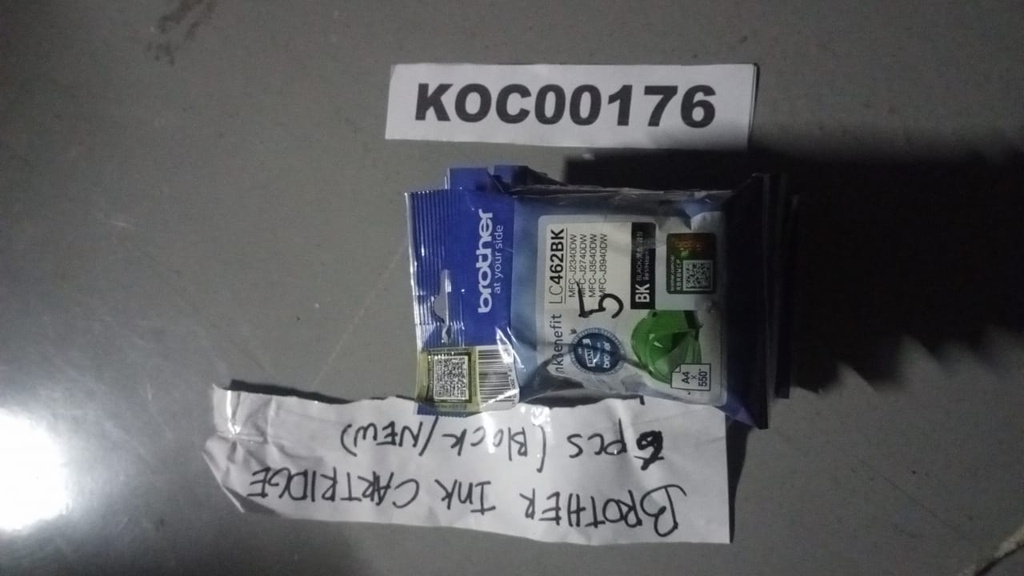 KOC00176
brother
at your side
LC462BK
MFC-J2340DW
MFC-J2740DW
MFC-J3540DW
MFC-J3940DW
BK
5
A4
550
BROTHER INK CARTRIDGE
6 PCS (Black/NEW)